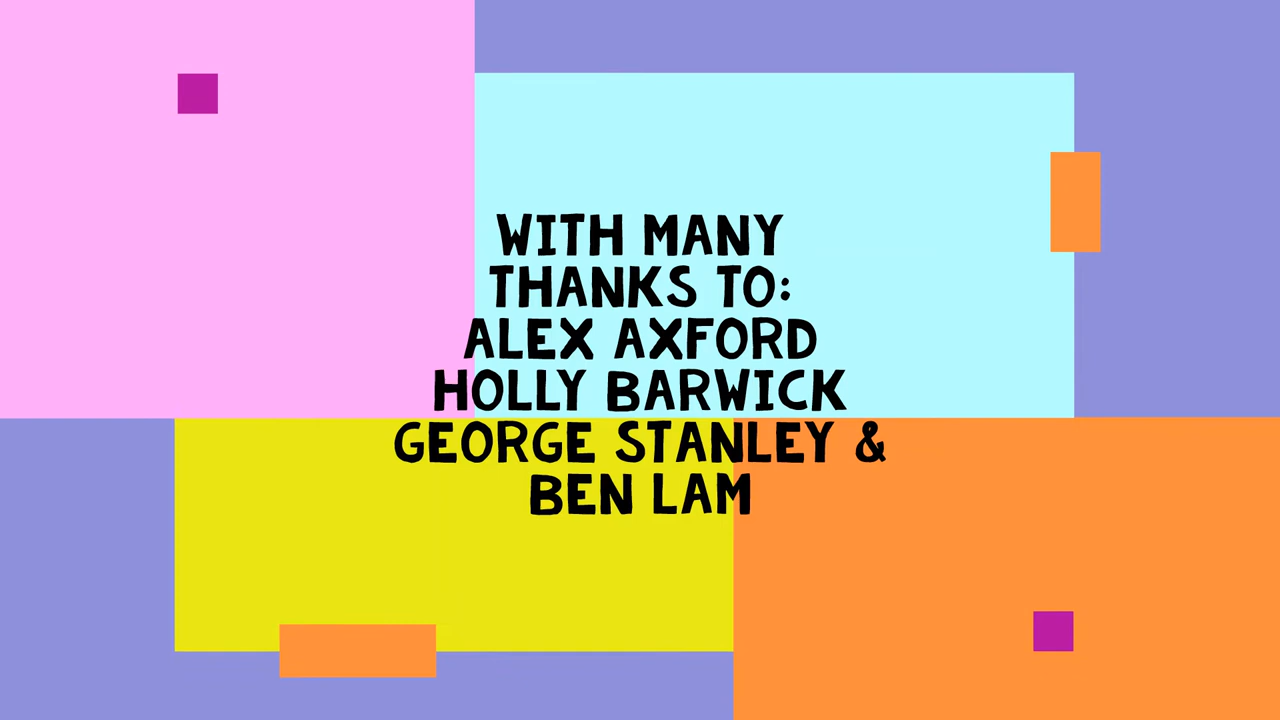 WITH MANY
THANKS TO:
ALEX AXFORD
HOLLY BARWICK
GEORGE STANLEY &
BEN LAM